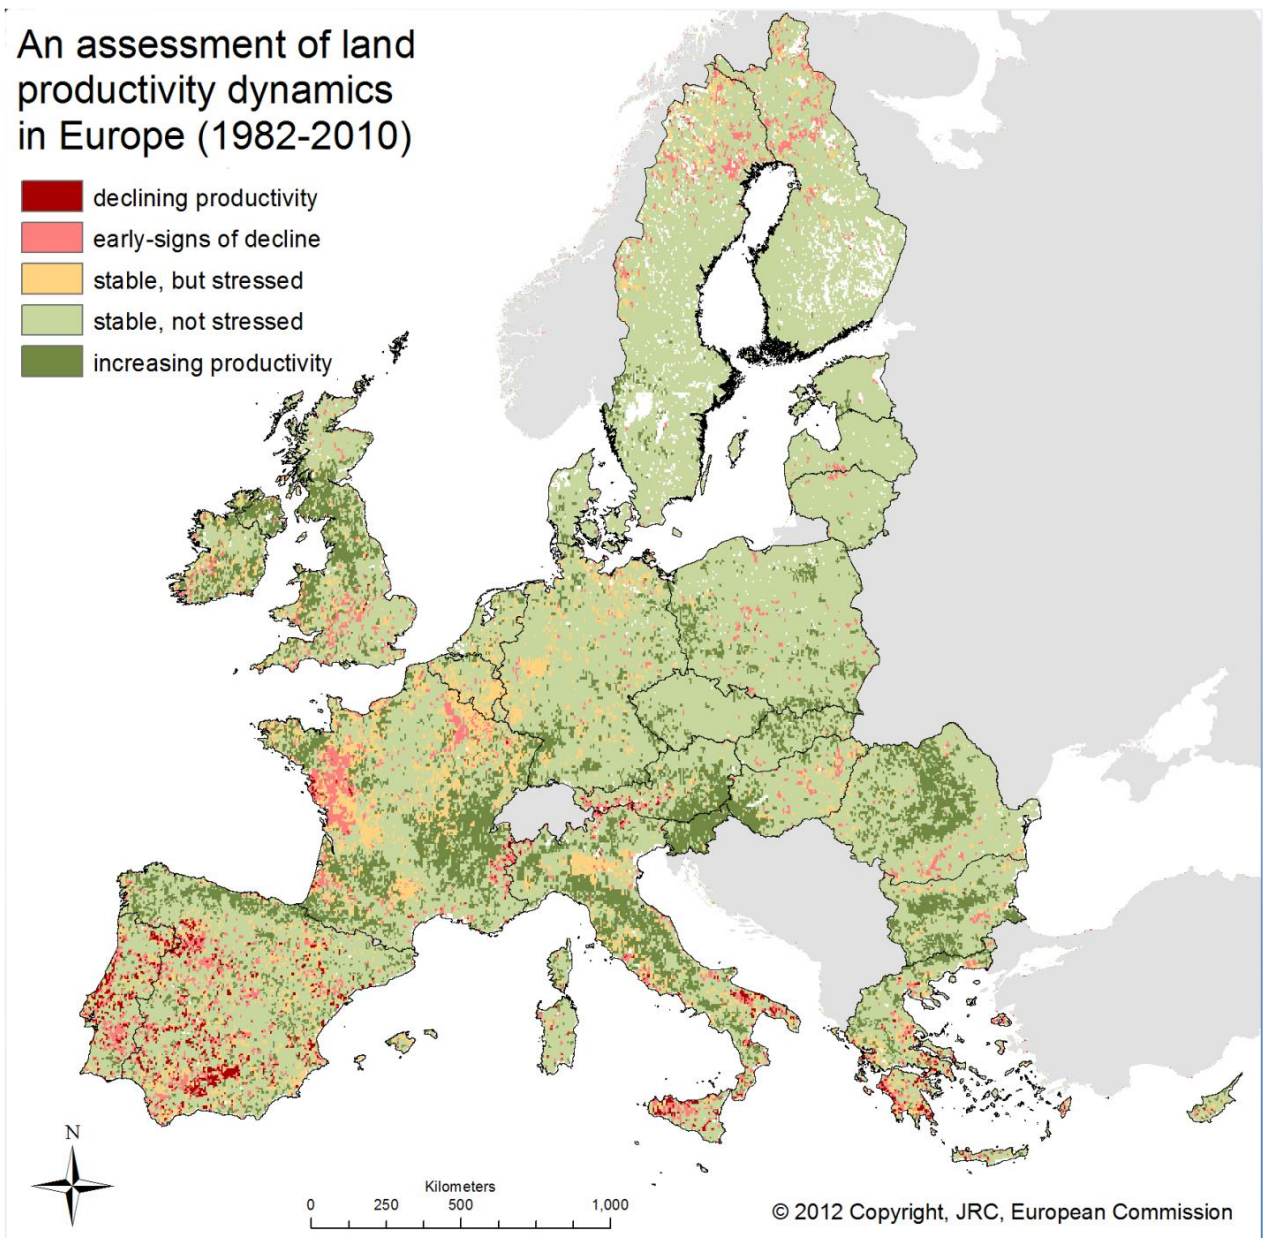 An assessment of land
productivity dynamics
in Europe (1982-2010)
declining productivity
early-signs of decline
stable, but stressed
stable, not stressed
increasing productivity
N
Kilometers
0 250 500 1,000
© 2012 Copyright, JRC, European Commission